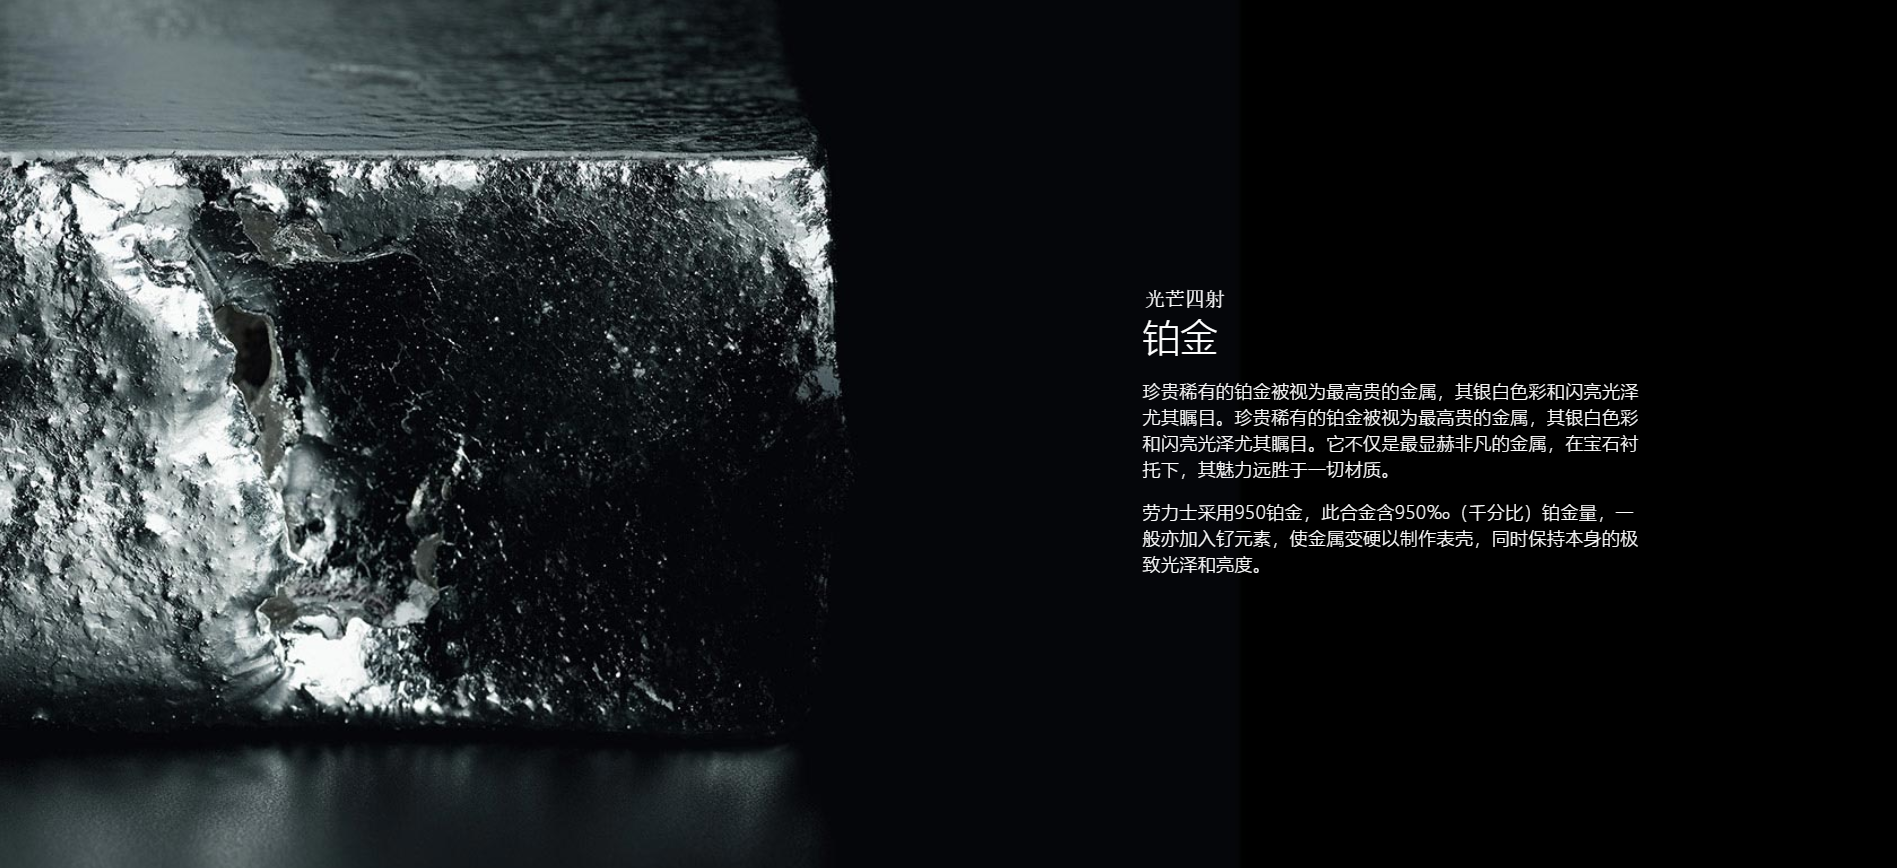 光芒四射
铂金
珍贵稀有的铂金被视为最高贵的金属，其银白色彩和闪亮光泽
尤其瞩目。珍贵稀有的铂金被视为最高贵的金属，其银白色彩
和闪亮光泽尤其瞩目。它不仅是最显赫非凡的金属，在宝石衬
托下，其魅力远胜于一切材质。
劳力士采用950铂金，此合金含950‰（千分比）铂金量，一
般亦加入钌元素，使金属变硬以制作表壳，同时保持本身的极
致光泽和亮度。